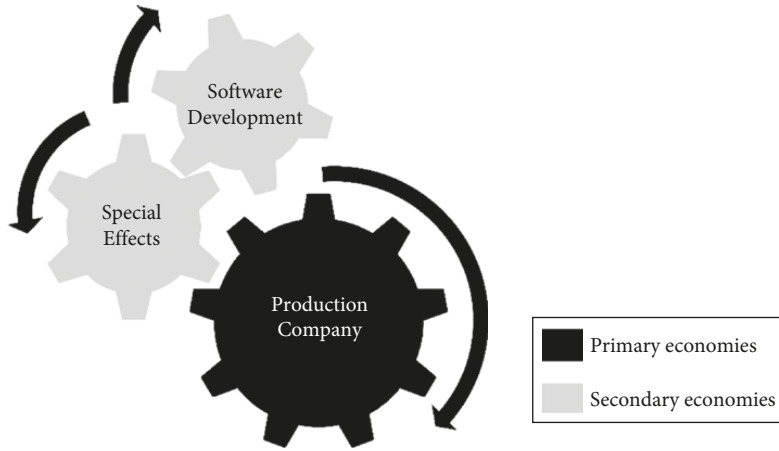 Software
Development
Special
Effects
Production
Company
Primary economies
Secondary economies